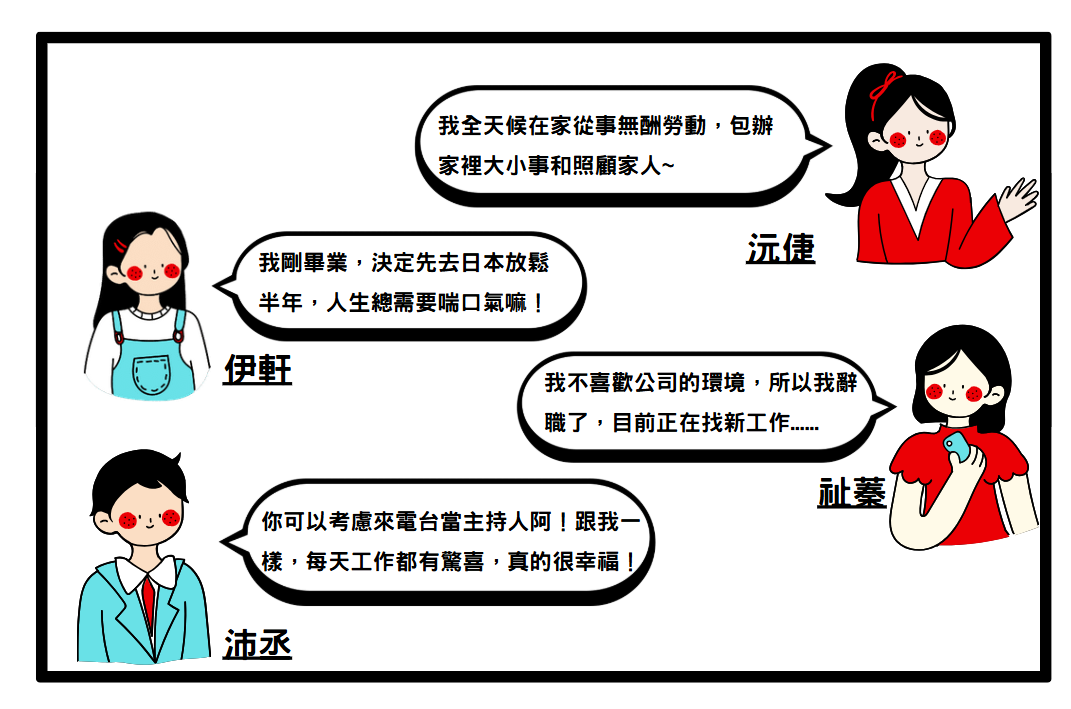 我全天候在家從事無酬勞動，包辦
家裡大小事和照顧家人~
沅倢
我剛畢業，決定先去日本放鬆
半年，人生總需要喘口氣嘛！
伊軒
我不喜歡公司的環境，所以我辭
職了，目前正在找新工作......
祉蓁
你可以考慮來電台當主持人阿！跟我一
樣，每天工作都有驚喜，真的很幸福！
沛丞